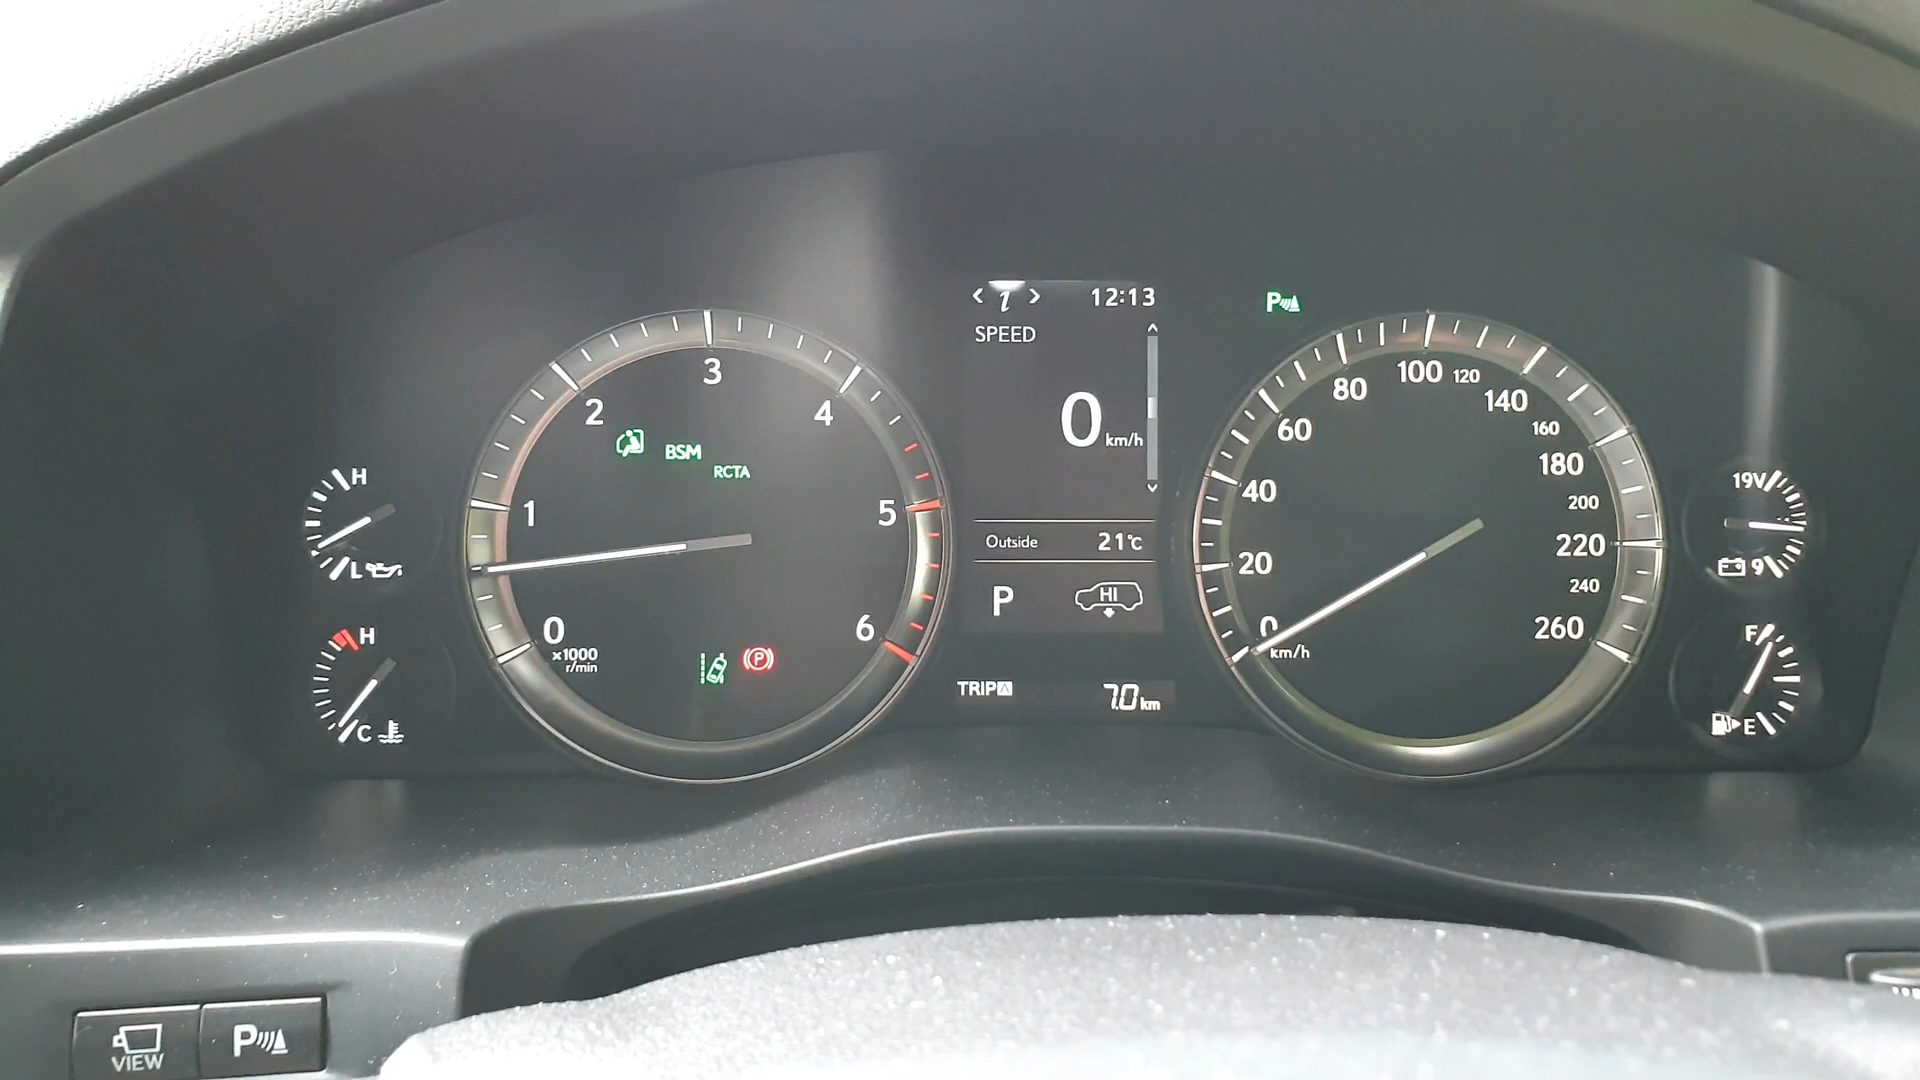 < i > 12:13
SPEED
0 km/h
Outside 21℃
P HI
TRIP A 7.0 km
H
L
H
C
0
1
2
3
4
5
6
×1000
r/min
BSM
RCTA
P
P
0
20
40
60
80
100
120
140
160
180
200
220
240
260
km/h
19V
9
F
E
VIEW
P